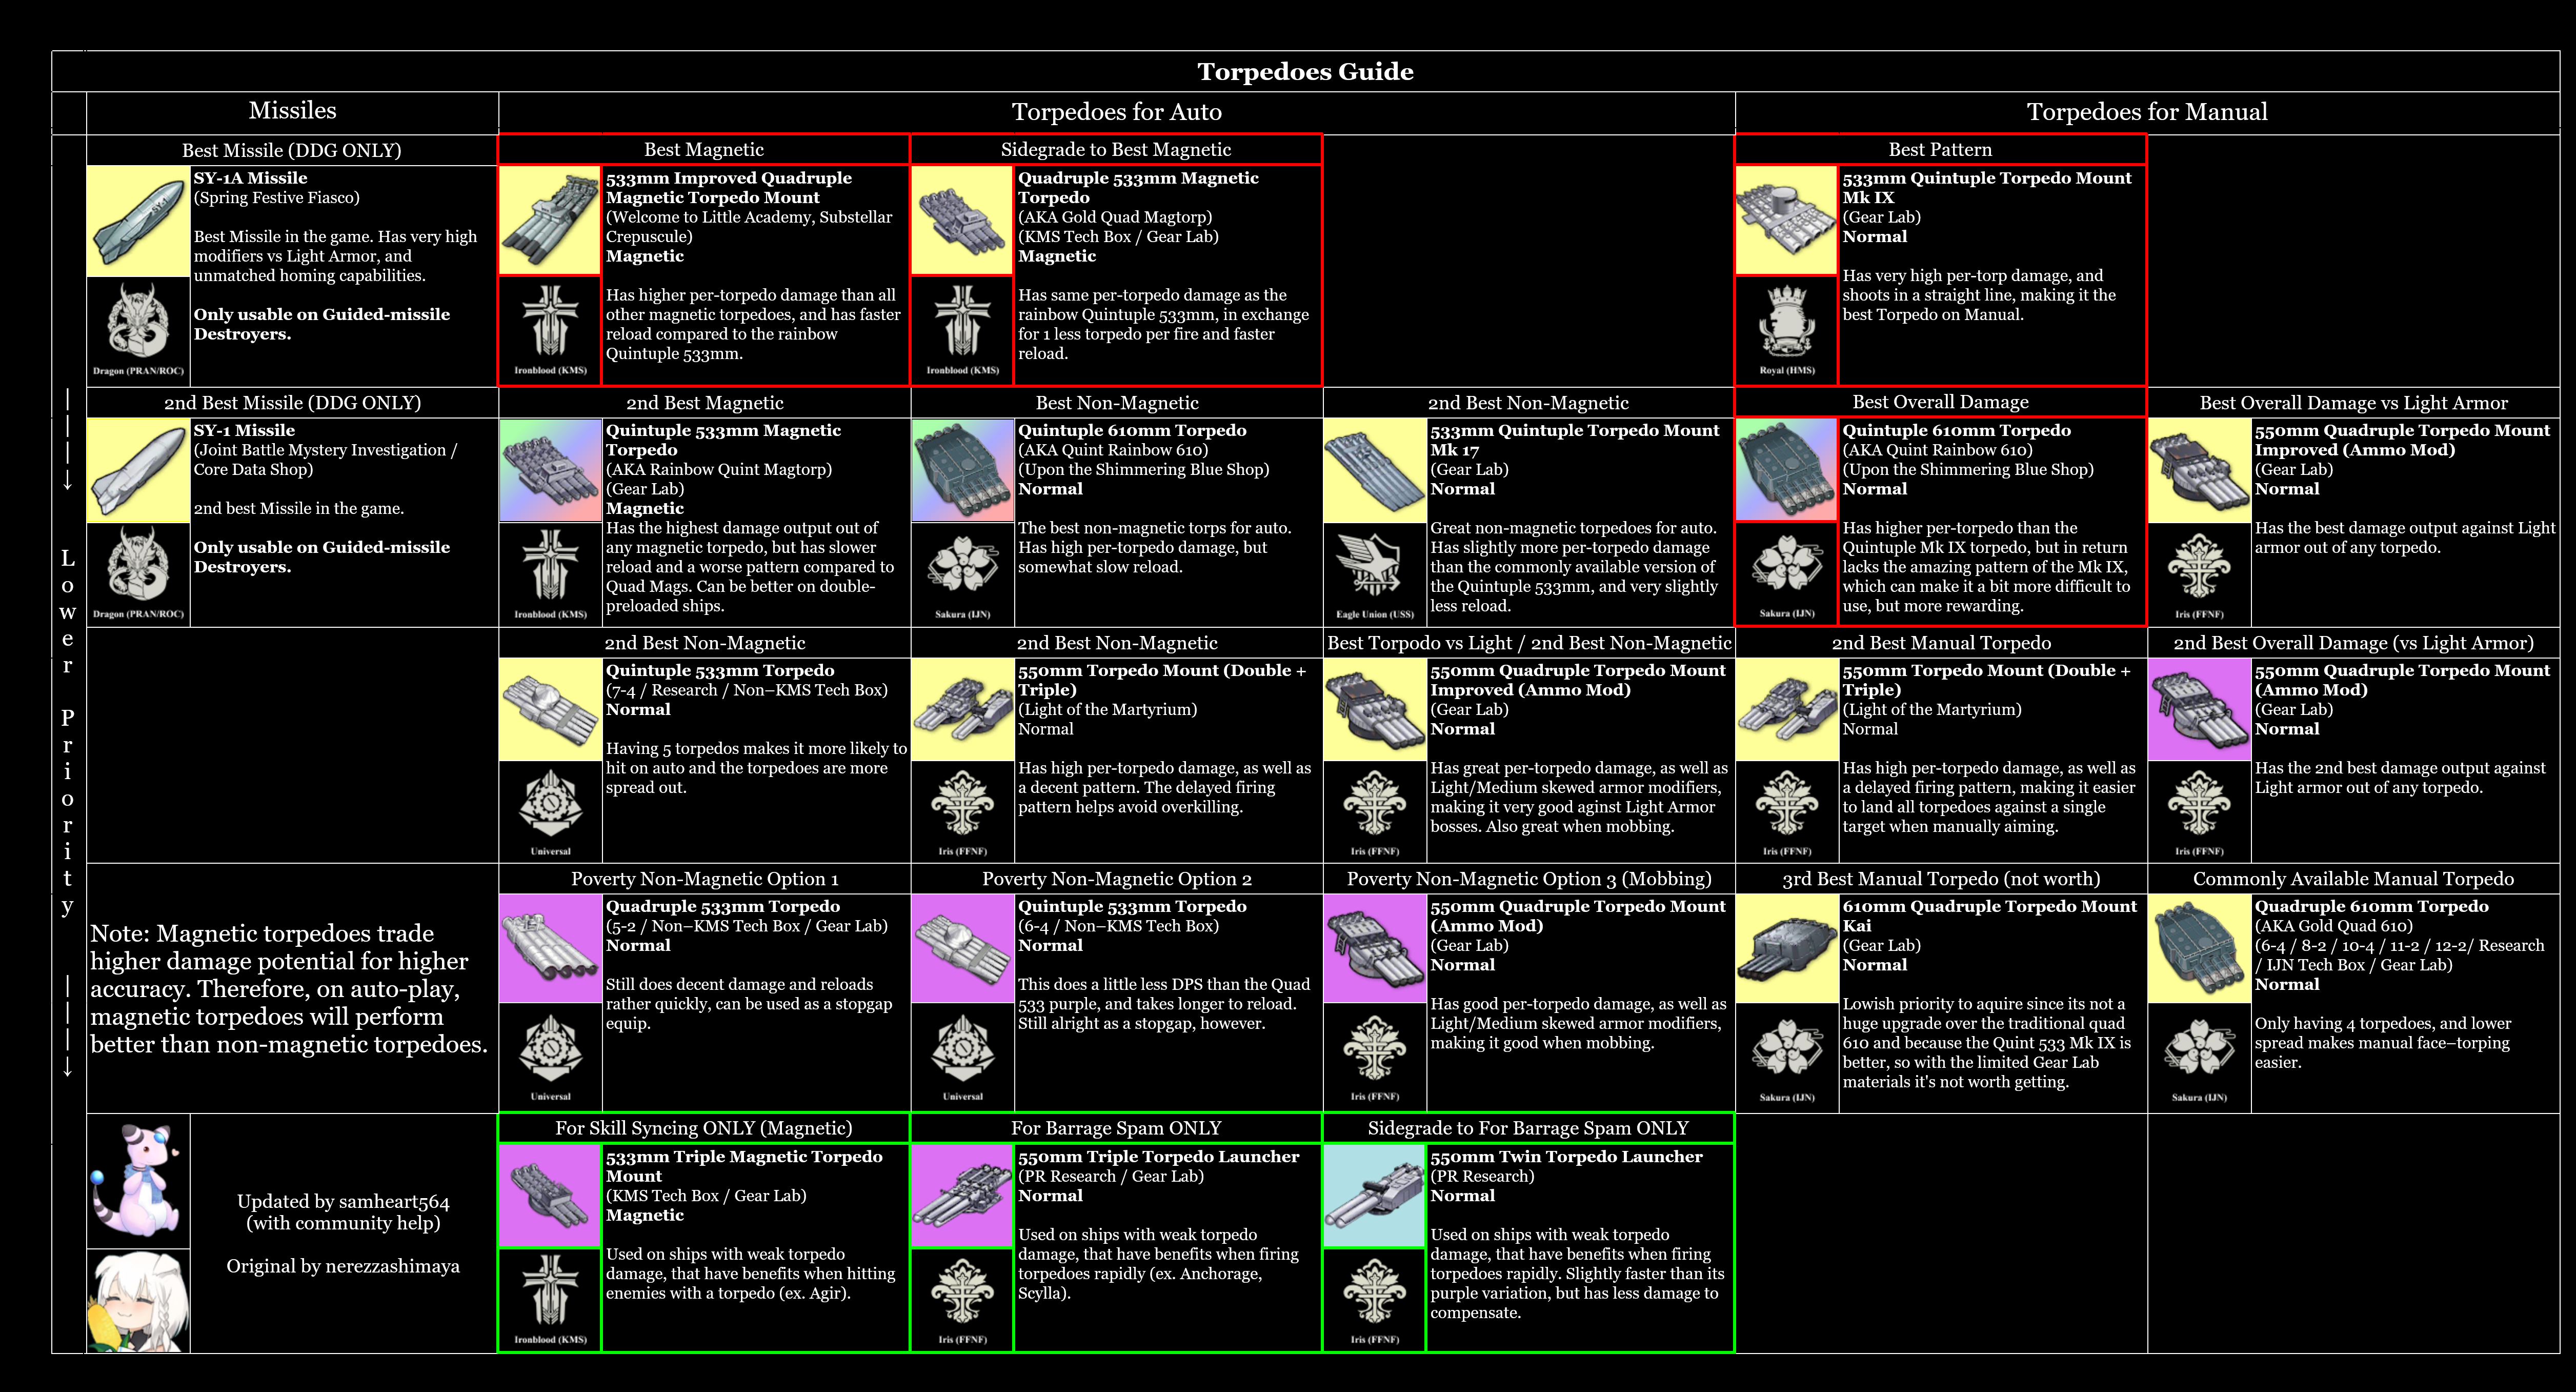 Torpedoes Guide
Missiles
Torpedoes for Auto
Torpedoes for Manual
Lower Priority
Best Missile (DDG ONLY)
SY-1A Missile
(Spring Festive Fiasco)
Best Missile in the game. Has very high
modifiers vs Light Armor, and
unmatched homing capabilities.
Only usable on Guided-missile
Destroyers.
Dragon (PRAN/ROC)
Best Magnetic
533mm Improved Quadruple
Magnetic Torpedo Mount
(Welcome to Little Academy, Substellar
Crepuscule)
Magnetic
Has higher per-torpedo damage than all
other magnetic torpedoes, and has faster
reload compared to the rainbow
Quintuple 533mm.
Ironblood (KMS)
Sidegrade to Best Magnetic
Quadruple 533mm Magnetic
Torpedo
(AKA Gold Quad Magtorp)
(KMS Tech Box / Gear Lab)
Magnetic
Has same per-torpedo damage as the
rainbow Quintuple 533mm, in exchange
for 1 less torpedo per fire and faster
reload.
Ironblood (KMS)
Best Pattern
533mm Quintuple Torpedo Mount
Mk IX
(Gear Lab)
Normal
Has very high per-torp damage, and
shoots in a straight line, making it the
best Torpedo on Manual.
Royal (HMS)
2nd Best Missile (DDG ONLY)
SY-1 Missile
(Joint Battle Mystery Investigation /
Core Data Shop)
2nd best Missile in the game.
Only usable on Guided-missile
Destroyers.
Dragon (PRAN/ROC)
2nd Best Magnetic
Quintuple 533mm Magnetic
Torpedo
(AKA Rainbow Quint Magtorp)
(Gear Lab)
Magnetic
Has the highest damage output out of
any magnetic torpedo, but has slower
reload and a worse pattern compared to
Quad Mags. Can be better on double-
preloaded ships.
Ironblood (KMS)
Best Non-Magnetic
Quintuple 610mm Torpedo
(AKA Quint Rainbow 610)
(Upon the Shimmering Blue Shop)
Normal
The best non-magnetic torps for auto.
Has high per-torpedo damage, but
somewhat slow reload.
Sakura (IJN)
2nd Best Non-Magnetic
533mm Quintuple Torpedo Mount
Mk 17
(Gear Lab)
Normal
Great non-magnetic torpedoes for auto.
Has slightly more per-torpedo damage
than the commonly available version of
the Quintuple 533mm, and very slightly
less reload.
Eagle Union (USS)
Best Overall Damage
Quintuple 610mm Torpedo
(AKA Quint Rainbow 610)
(Upon the Shimmering Blue Shop)
Normal
Has higher per-torpedo than the
Quintuple Mk IX torpedo, but in return
lacks the amazing pattern of the Mk IX,
which can make it a bit more difficult to
use, but more rewarding.
Sakura (IJN)
Best Overall Damage vs Light Armor
550mm Quadruple Torpedo Mount
Improved (Ammo Mod)
(Gear Lab)
Normal
Has the best damage output against Light
armor out of any torpedo.
Iris (FFNF)
2nd Best Non-Magnetic
Quintuple 533mm Torpedo
(7-4 / Research / Non–KMS Tech Box)
Normal
Having 5 torpedos makes it more likely to
hit on auto and the torpedoes are more
spread out.
Universal
2nd Best Non-Magnetic
550mm Torpedo Mount (Double +
Triple)
(Light of the Martyrium)
Normal
Has high per-torpedo damage, as well as
a decent pattern. The delayed firing
pattern helps avoid overkilling.
Iris (FFNF)
Best Torpodo vs Light / 2nd Best Non-Magnetic
550mm Quadruple Torpedo Mount
Improved (Ammo Mod)
(Gear Lab)
Normal
Has great per-torpedo damage, as well as
Light/Medium skewed armor modifiers,
making it very good aginst Light Armor
bosses. Also great when mobbing.
Iris (FFNF)
2nd Best Manual Torpedo
550mm Torpedo Mount (Double +
Triple)
(Light of the Martyrium)
Normal
Has high per-torpedo damage, as well as
a delayed firing pattern, making it easier
to land all torpedoes against a single
target when manually aiming.
Iris (FFNF)
2nd Best Overall Damage (vs Light Armor)
550mm Quadruple Torpedo Mount
(Ammo Mod)
(Gear Lab)
Normal
Has the 2nd best damage output against
Light armor out of any torpedo.
Iris (FFNF)
Note: Magnetic torpedoes trade
higher damage potential for higher
accuracy. Therefore, on auto-play,
magnetic torpedoes will perform
better than non-magnetic torpedoes.
Poverty Non-Magnetic Option 1
Quadruple 533mm Torpedo
(5-2 / Non–KMS Tech Box / Gear Lab)
Normal
Still does decent damage and reloads
rather quickly, can be used as a stopgap
equip.
Universal
Poverty Non-Magnetic Option 2
Quintuple 533mm Torpedo
(6-4 / Non–KMS Tech Box)
Normal
This does a little less DPS than the Quad
533 purple, and takes longer to reload.
Still alright as a stopgap, however.
Universal
Poverty Non-Magnetic Option 3 (Mobbing)
550mm Quadruple Torpedo Mount
(Ammo Mod)
(Gear Lab)
Normal
Has good per-torpedo damage, as well as
Light/Medium skewed armor modifiers,
making it good when mobbing.
Iris (FFNF)
3rd Best Manual Torpedo (not worth)
610mm Quadruple Torpedo Mount
Kai
(Gear Lab)
Normal
Lowish priority to aquire since its not a
huge upgrade over the traditional quad
610 and because the Quint 533 Mk IX is
better, so with the limited Gear Lab
materials it's not worth getting.
Sakura (IJN)
Commonly Available Manual Torpedo
Quadruple 610mm Torpedo
(AKA Gold Quad 610)
(6-4 / 8-2 / 10-4 / 11-2 / 12-2/ Research
/ IJN Tech Box / Gear Lab)
Normal
Only having 4 torpedoes, and lower
spread makes manual face–torping
easier.
Sakura (IJN)
Updated by samheart564
(with community help)
Original by nerezzashimaya
For Skill Syncing ONLY (Magnetic)
533mm Triple Magnetic Torpedo
Mount
(KMS Tech Box / Gear Lab)
Magnetic
Used on ships with weak torpedo
damage, that have benefits when hitting
enemies with a torpedo (ex. Agir).
Ironblood (KMS)
For Barrage Spam ONLY
550mm Triple Torpedo Launcher
(PR Research / Gear Lab)
Normal
Used on ships with weak torpedo
damage, that have benefits when firing
torpedoes rapidly (ex. Anchorage,
Scylla).
Iris (FFNF)
Sidegrade to For Barrage Spam ONLY
550mm Twin Torpedo Launcher
(PR Research)
Normal
Used on ships with weak torpedo
damage, that have benefits when firing
torpedoes rapidly. Slightly faster than its
purple variation, but has less damage to
compensate.
Iris (FFNF)